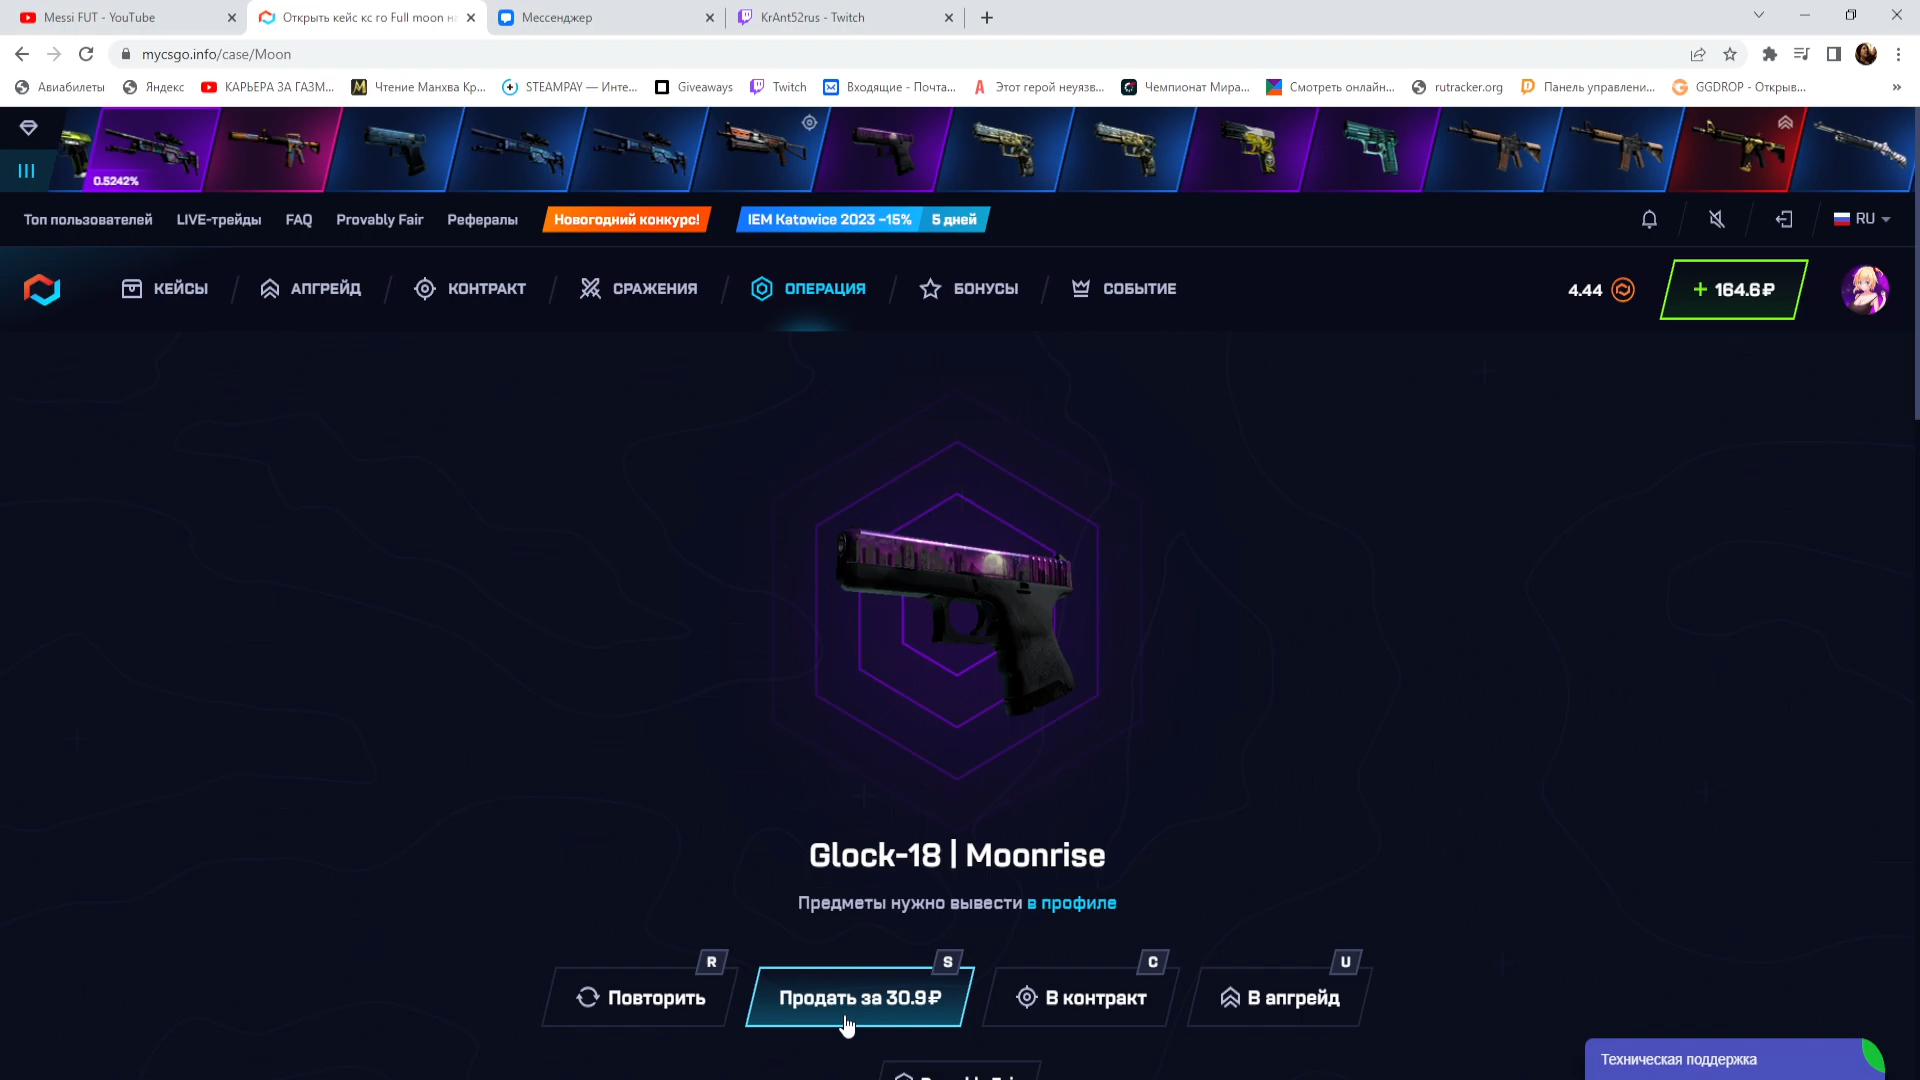 Messi FUT - YouTube
Открыть кейс кс го Full moon на
Мессенджер
KrAnt52rus - Twitch
mycsgo.info/case/Moon
Авиабилеты
Яндекс
КАРЬЕРА ЗА ГАЗМ...
Чтение Манхва Кр...
STEAMPAY — Инте...
Giveaways
Twitch
Входящие - Почта...
Этот герой неуязв...
Чемпионат Мира...
Смотреть онлайн...
rutracker.org
Панель управлени...
GGDROP - Открыв...
0.5242%
Топ пользователей
LIVE-трейды
FAQ
Provably Fair
Рефералы
Новогодний конкурс!
IEM Katowice 2023 -15%
5 дней
RU
КЕЙСЫ
АПГРЕЙД
КОНТРАКТ
СРАЖЕНИЯ
ОПЕРАЦИЯ
БОНУСЫ
СОБЫТИЕ
4.44
+ 164.6₽
Glock-18 | Moonrise
Предметы нужно вывести в профиле
R
S
C
U
Повторить
Продать за 30.9₽
В контракт
В апгрейд
Техническая поддержка